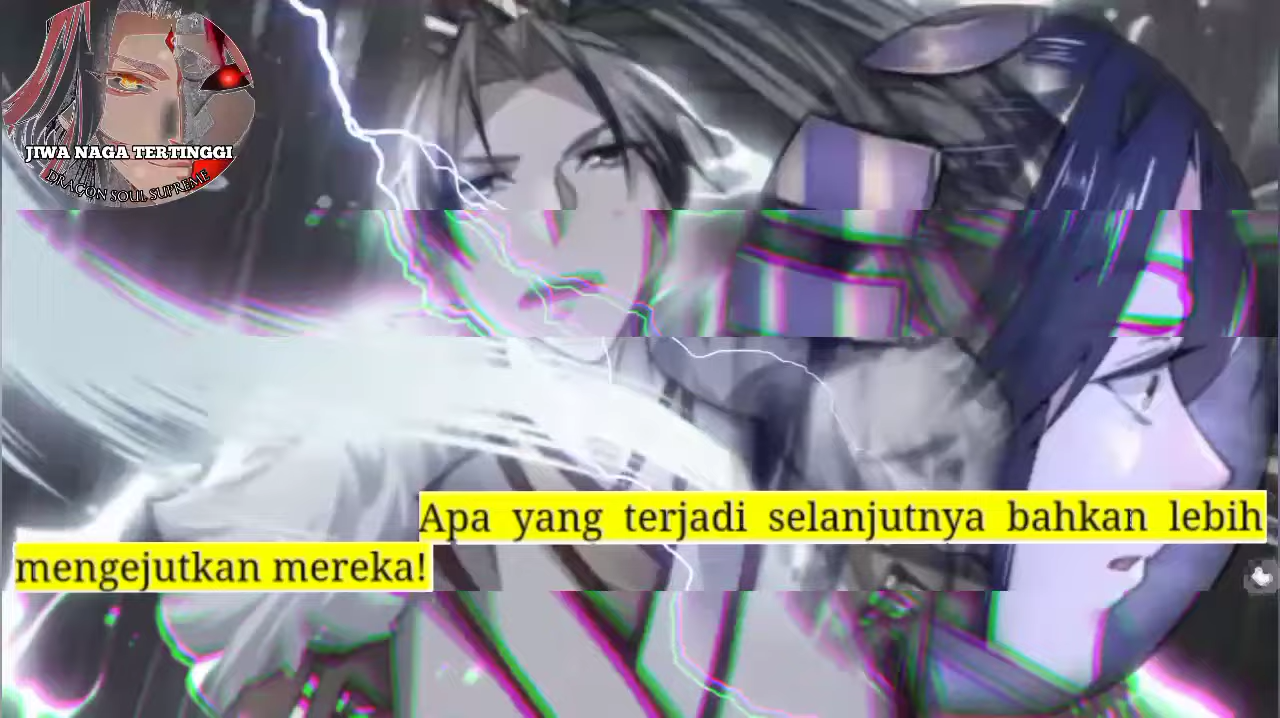 JIWA NAGA TERTINGGI
DRAGON SOUL SUPREME
Apa yang terjadi selanjutnya bahkan lebih
mengejutkan mereka!